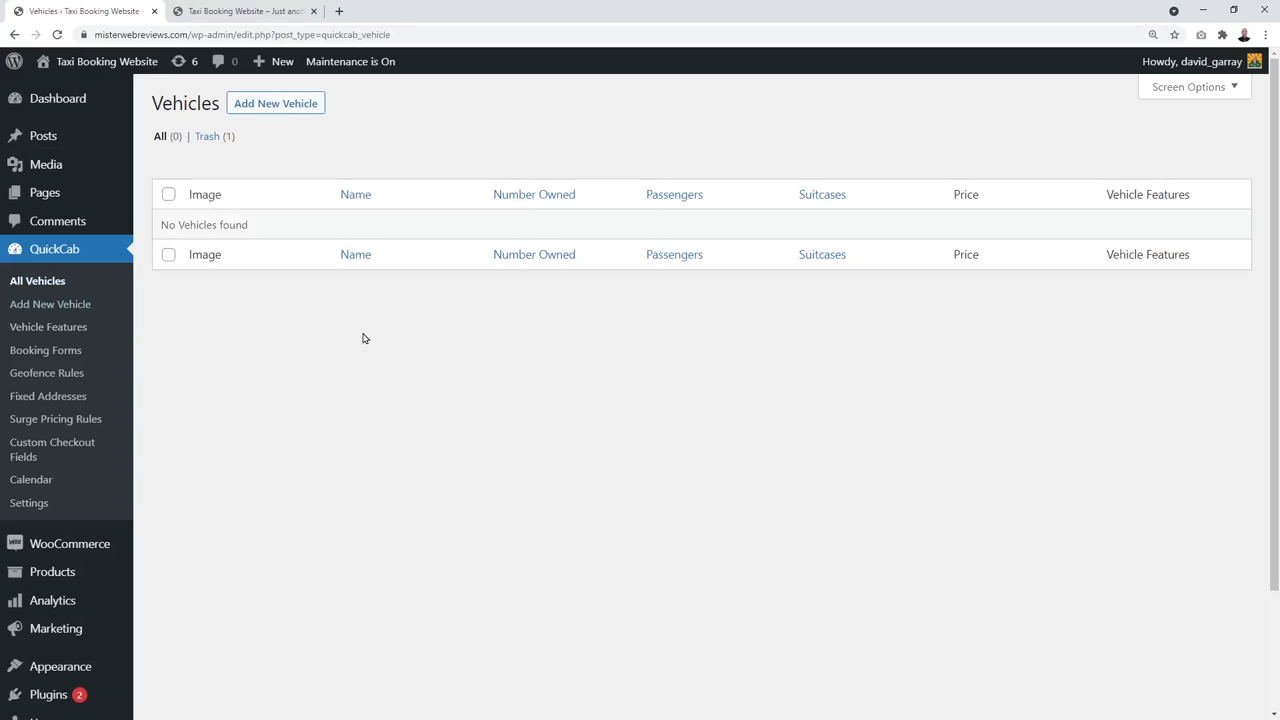 Vehicles ‹ Taxi Booking Website -
Taxi Booking Website – Just anot
misterwebreviews.com/wp-admin/edit.php?post_type=quickcab_vehicle
Taxi Booking Website
6
0
New
Maintenance is On
Howdy, david_garray
Dashboard
Posts
Media
Pages
Comments
QuickCab
All Vehicles
Add New Vehicle
Vehicle Features
Booking Forms
Geofence Rules
Fixed Addresses
Surge Pricing Rules
Custom Checkout
Fields
Calendar
Settings
WooCommerce
Products
Analytics
Marketing
Appearance
Plugins 2
Vehicles
Add New Vehicle
Screen Options
All (0) | Trash (1)
Image Name Number Owned Passengers Suitcases Price Vehicle Features
No Vehicles found
Image Name Number Owned Passengers Suitcases Price Vehicle Features